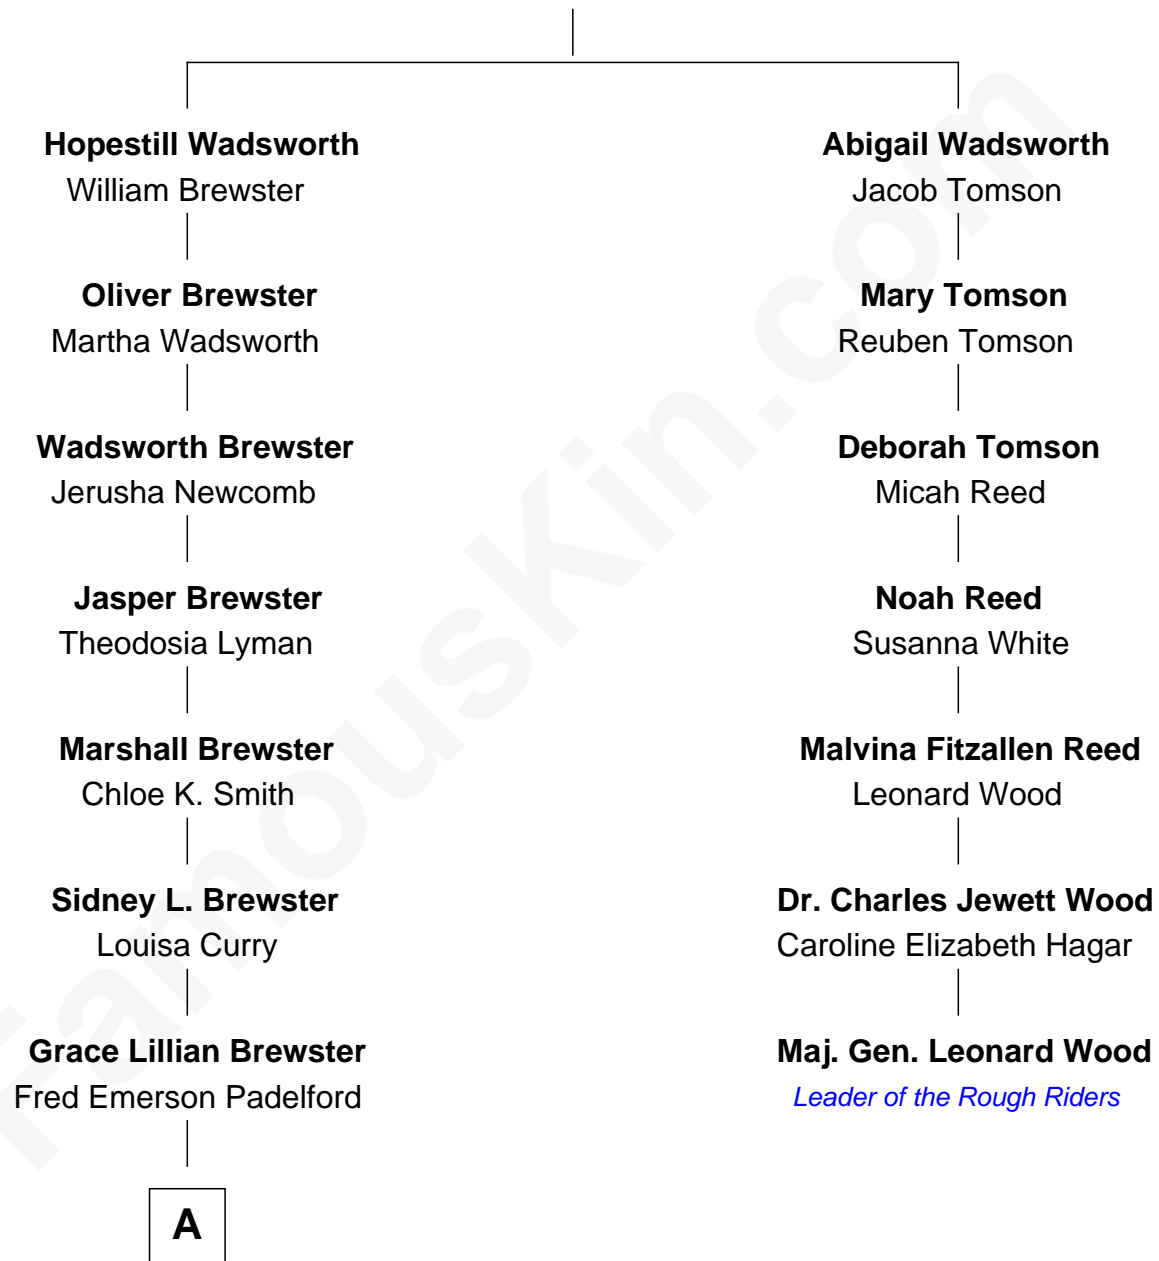 Hopestill Wadsworth
William Brewster
Oliver Brewster
Martha Wadsworth
Wadsworth Brewster
Jerusha Newcomb
Jasper Brewster
Theodosia Lyman
Marshall Brewster
Chloe K. Smith
Sidney L. Brewster
Louisa Curry
Grace Lillian Brewster
Fred Emerson Padelford
A
Abigail Wadsworth
Jacob Tomson
Mary Tomson
Reuben Tomson
Deborah Tomson
Micah Reed
Noah Reed
Susanna White
Malvina Fitzallen Reed
Leonard Wood
Dr. Charles Jewett Wood
Caroline Elizabeth Hagar
Maj. Gen. Leonard Wood
Leader of the Rough Riders
FamousKin.com